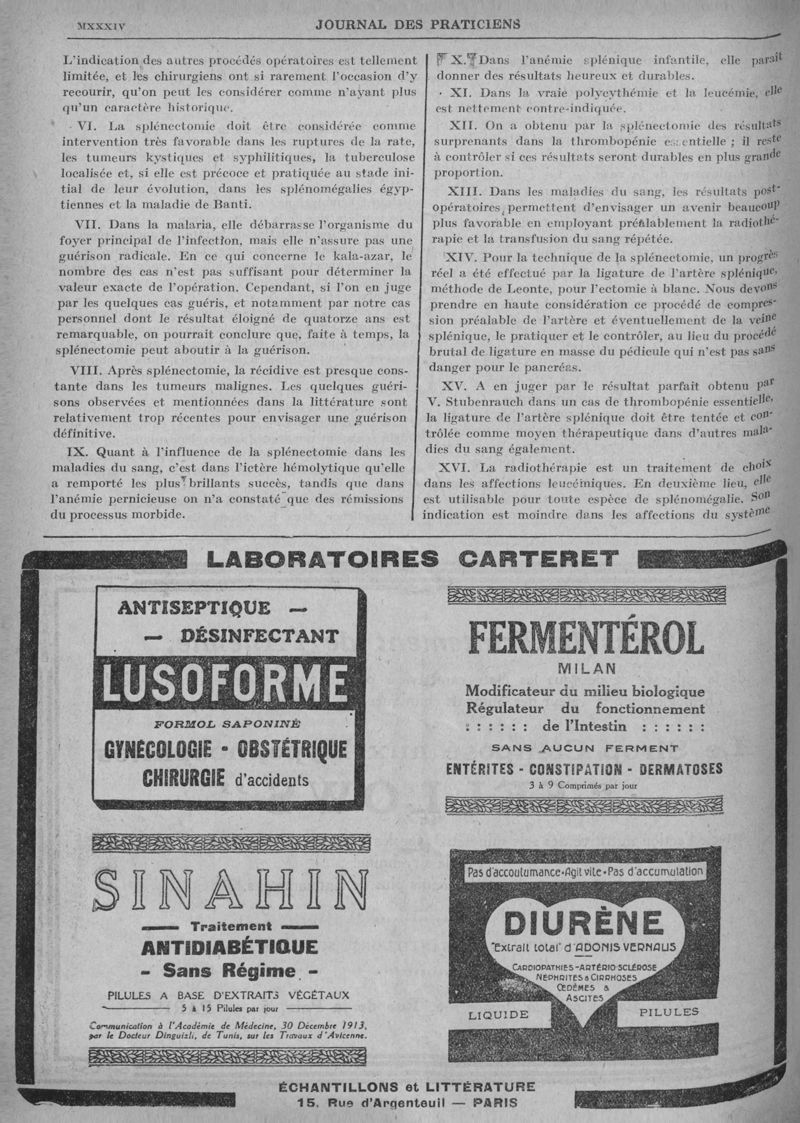 MXXXIV
JOURNAL DES PRATICIENS
L'indication des autres procédés opératoires est tellement
limitée, et les chirurgiens ont si rarement l'occasion d'y
recourir, qu'on peut les considérer comme n'ayant plus
qu'un caractère historique.
VI. La splénectomie doit être considérée comme
intervention très favorable dans les ruptures de la rate,
les tumeurs kystiques et syphilitiques, la tuberculose
localisée et, si elle est précoce et pratiquée au stade ini-
tial de leur évolution, dans les splénomégalies égyp-
tiennes et la maladie de Banti.
VII. Dans la malaria, elle débarrasse l'organisme du
foyer principal de l'infection, mais elle n'assure pas une
guérison radicale. En ce qui concerne le kala-azar, le
nombre des cas n'est pas suffisant pour déterminer la
valeur exacte de l'opération. Cependant, si l'on en juge
par les quelques cas guéris, et notamment par notre cas
personnel dont le résultat éloigné de quatorze ans est
remarquable, on pourrait conclure que, faite à temps, la
splénectomie peut aboutir à la guérison.
VIII. Après splénectomie, la récidive est presque cons-
tante dans les tumeurs malignes. Les quelques guéri-
sons observées et mentionnées dans la littérature sont
relativement trop récentes pour envisager une guérison
définitive.
IX. Quant à l'influence de la splénectomie dans les
maladies du sang, c'est dans l'ictère hémolytique qu'elle
a remporté les plus brillants succès, tandis que dans
l'anémie pernicieuse on n'a constaté que des rémissions
du processus morbide.
X. Dans l'anémie splénique infantile, elle paraît
donner des résultats heureux et durables.
XI. Dans la vraie polycythémie et la leucémie, elle
est nettement contre-indiquée.
XII. On a obtenu par la splénectomie des résultats
surprenants dans la thrombopénie essentielle ; il reste
à contrôler si ces résultats seront durables en plus grande
proportion.
XIII. Dans les maladies du sang, les résultats post-
opératoires permettent d'envisager un avenir beaucoup
plus favorable en employant préalablement la radiothé-
rapie et la transfusion du sang répétée.
XIV. Pour la technique de la splénectomie, un progrès
réel a été effectué par la ligature de l'artère splénique,
méthode de Leonte, pour l'ectomie à blanc. Nous devons
prendre en haute considération ce procédé de compres-
sion préalable de l'artère et éventuellement de la veine
splénique, le pratiquer et le contrôler, au lieu du procédé
brutal de ligature en masse du pédicule qui n'est pas sans
danger pour le pancréas.
XV. A en juger par le résultat parfait obtenu par
V. Stubenrauch dans un cas de thrombopénie essentielle,
la ligature de l'artère splénique doit être tentée et con-
trôlée comme moyen thérapeutique dans d'autres mala-
dies du sang également.
XVI. La radiothérapie est un traitement de choix
dans les affections leucémiques. En deuxième lieu, elle
est utilisable pour toute espèce de splénomégalie. Son
indication est moindre dans les affections du système
LABORATOIRES CARTERET
ANTISEPTIQUE —
— DÉSINFECTANT
LUSOFORME
FORMOL SAPONINÉ
GYNÉCOLOGIE - OBSTÉTRIQUE
CHIRURGIE d'accidents
FERMENTÉROL
MILAN
Modificateur du milieu biologique
Régulateur du fonctionnement
: : : : : : de l'Intestin : : : : : :
SANS AUCUN FERMENT
ENTÉRITES - CONSTIPATION - DERMATOSES
3 à 9 Comprimés par jour
SINAHIN
Traitement
ANTIDIABÉTIQUE
- Sans Régime -
PILULES A BASE D'EXTRAITS VÉGÉTAUX
5 à 15 Pilules par jour
Communication à l'Académie de Médecine, 30 Décembre 1913,
par le Docteur Dinguizli, de Tunis, sur les Travaux d'Avicenne.
Pas d'accoutumance-Agit vite-Pas d'accumulation
DIURÈNE
"Extrait total" d'ADONIS VERNALIS
CARDIOPATHIES-ARTÉRIO-SCLÉROSE
NEPHRITES & CIRRHOSES
ŒDÈMES &
ASCITES
LIQUIDE
PILULES
ÉCHANTILLONS et LITTÉRATURE
15, Rue d'Argenteuil — PARIS